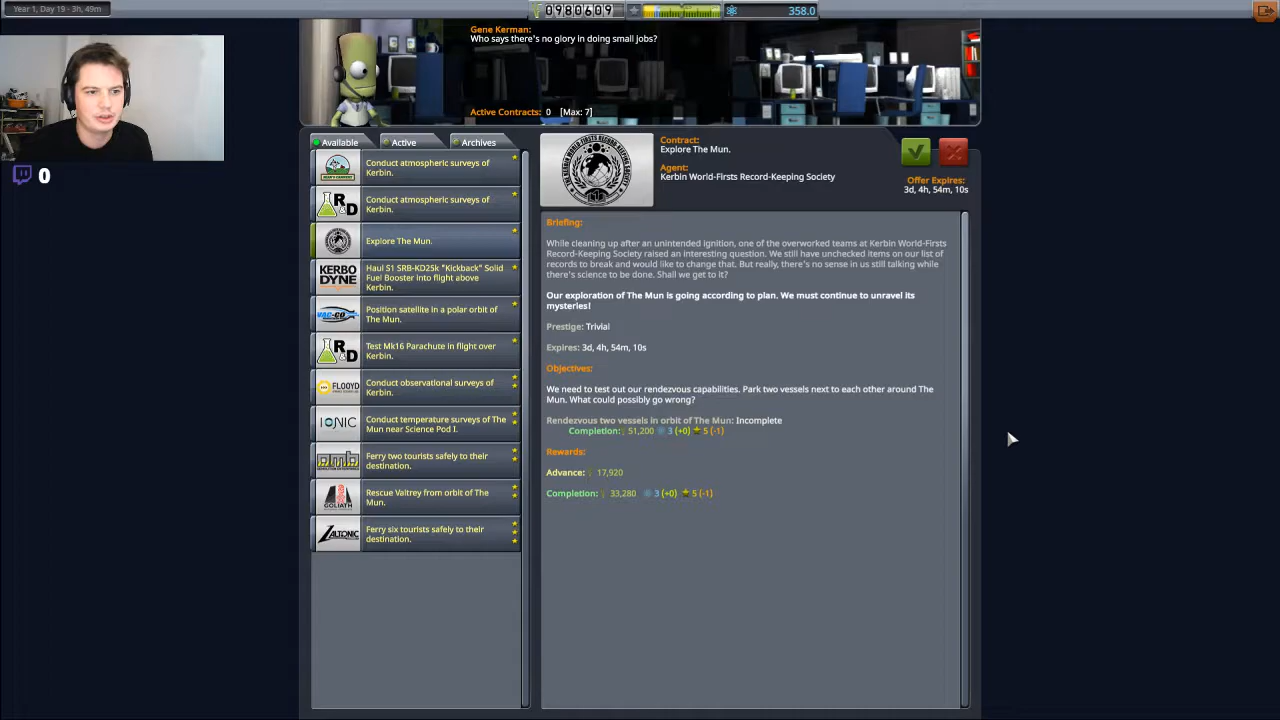 Year 1, Day 19 - 3h, 49m
0980609
358.0
Gene Kerman:
Who says there's no glory in doing small jobs?
Active Contracts: 0 [Max: 7]
Available
Active
Archives
Conduct atmospheric surveys of
Kerbin.
R&D
Conduct atmospheric surveys of
Kerbin.
Explore The Mun.
KERBO
DYNE
Haul S1 SRB-KD25k "Kickback" Solid
Fuel Booster into flight above
Kerbin.
VAC-CO
Position satellite in a polar orbit of
The Mun.
R&D
Test Mk16 Parachute in flight over
Kerbin.
FLOOYD
Conduct observational surveys of
Kerbin.
IONIC
Conduct temperature surveys of The
Mun near Science Pod I.
Ferry two tourists safely to their
destination.
GOLIATH
Rescue Valtrey from orbit of The
Mun.
ZALTONIC
Ferry six tourists safely to their
destination.
Contract:
Explore The Mun.
Agent:
Kerbin World-Firsts Record-Keeping Society
Offer Expires:
3d, 4h, 54m, 10s
Briefing:
While cleaning up after an unintended ignition, one of the overworked teams at Kerbin World-Firsts
Record-Keeping Society raised an interesting question. We still have unchecked items on our list of
records to break and would like to change that. But really, there's no sense in us still talking while
there's science to be done. Shall we get to it?
Our exploration of The Mun is going according to plan. We must continue to unravel its
mysteries!
Prestige: Trivial
Expires: 3d, 4h, 54m, 10s
Objectives:
We need to test out our rendezvous capabilities. Park two vessels next to each other around The
Mun. What could possibly go wrong?
Rendezvous two vessels in orbit of The Mun: Incomplete
Completion: 51,200 3 (+0) 5 (-1)
Rewards:
Advance: 17,920
Completion: 33,280 3 (+0) 5 (-1)
0